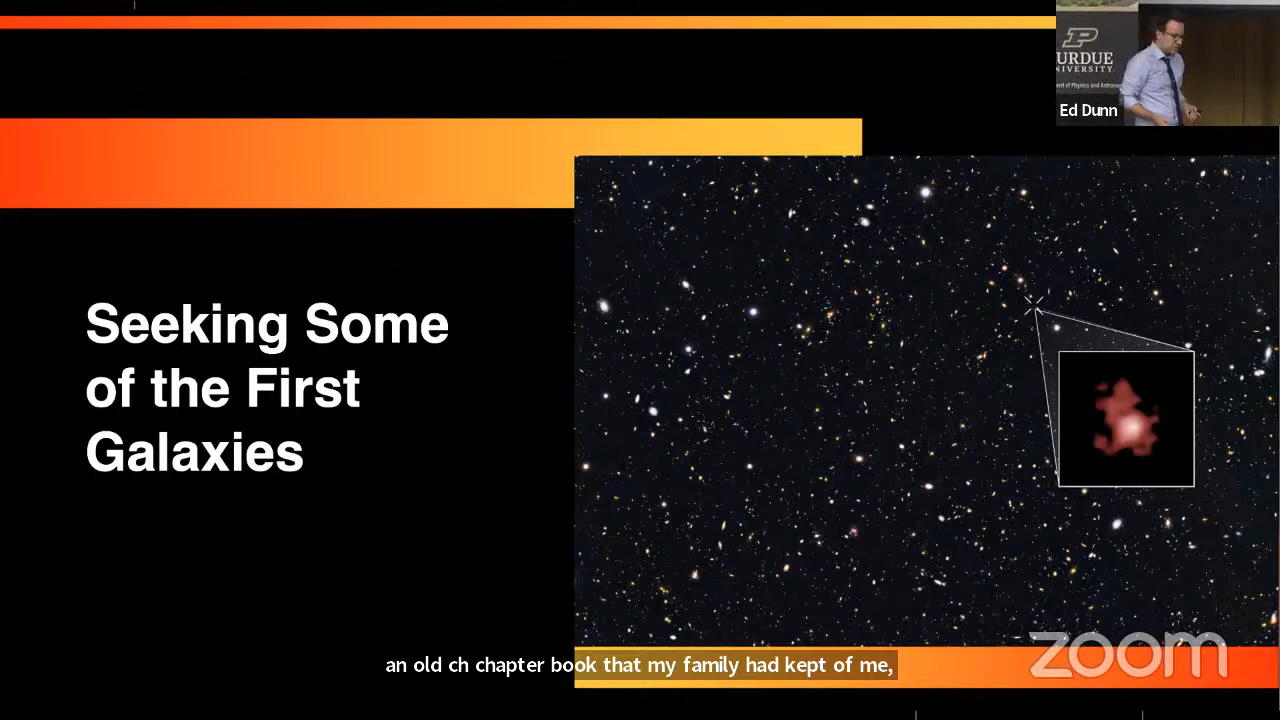 PURDUE
UNIVERSITY
Ed Dunn
Seeking Some
of the First
Galaxies
an old ch chapter book that my family had kept of me,
zoom